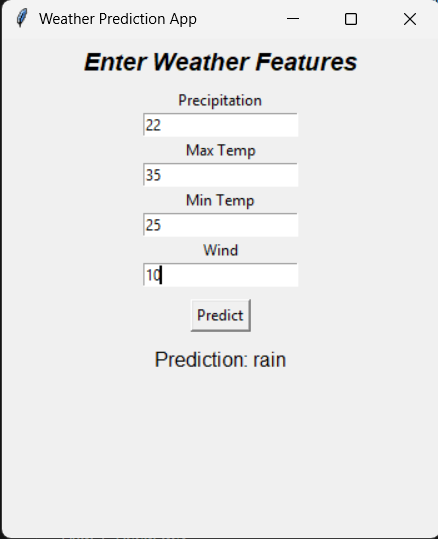 Weather Prediction App
Enter Weather Features
Precipitation
22
Max Temp
35
Min Temp
25
Wind
10
Predict
Prediction: rain